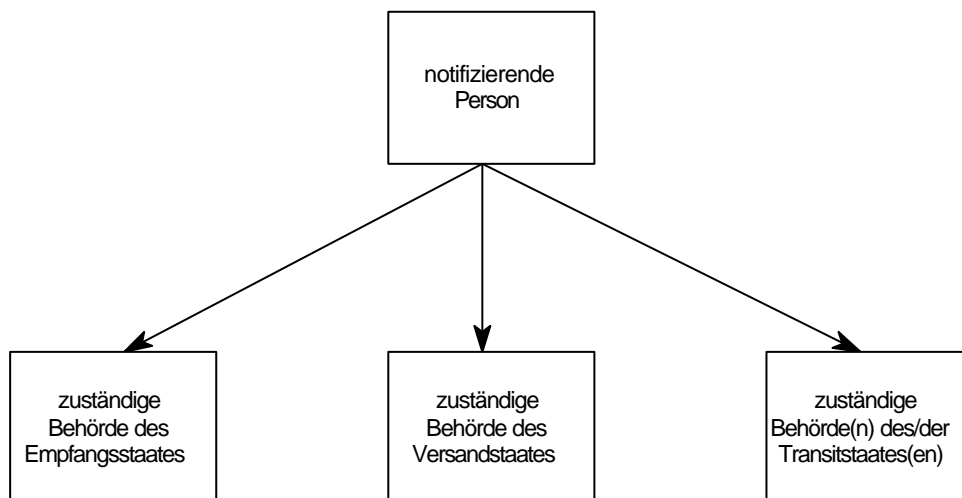 notifizierende
Person
zuständige
Behörde des
Empfangsstaates
zuständige
Behörde des
Versandstaates
zuständige
Behörde(n) des/der
Transitstaates(en)